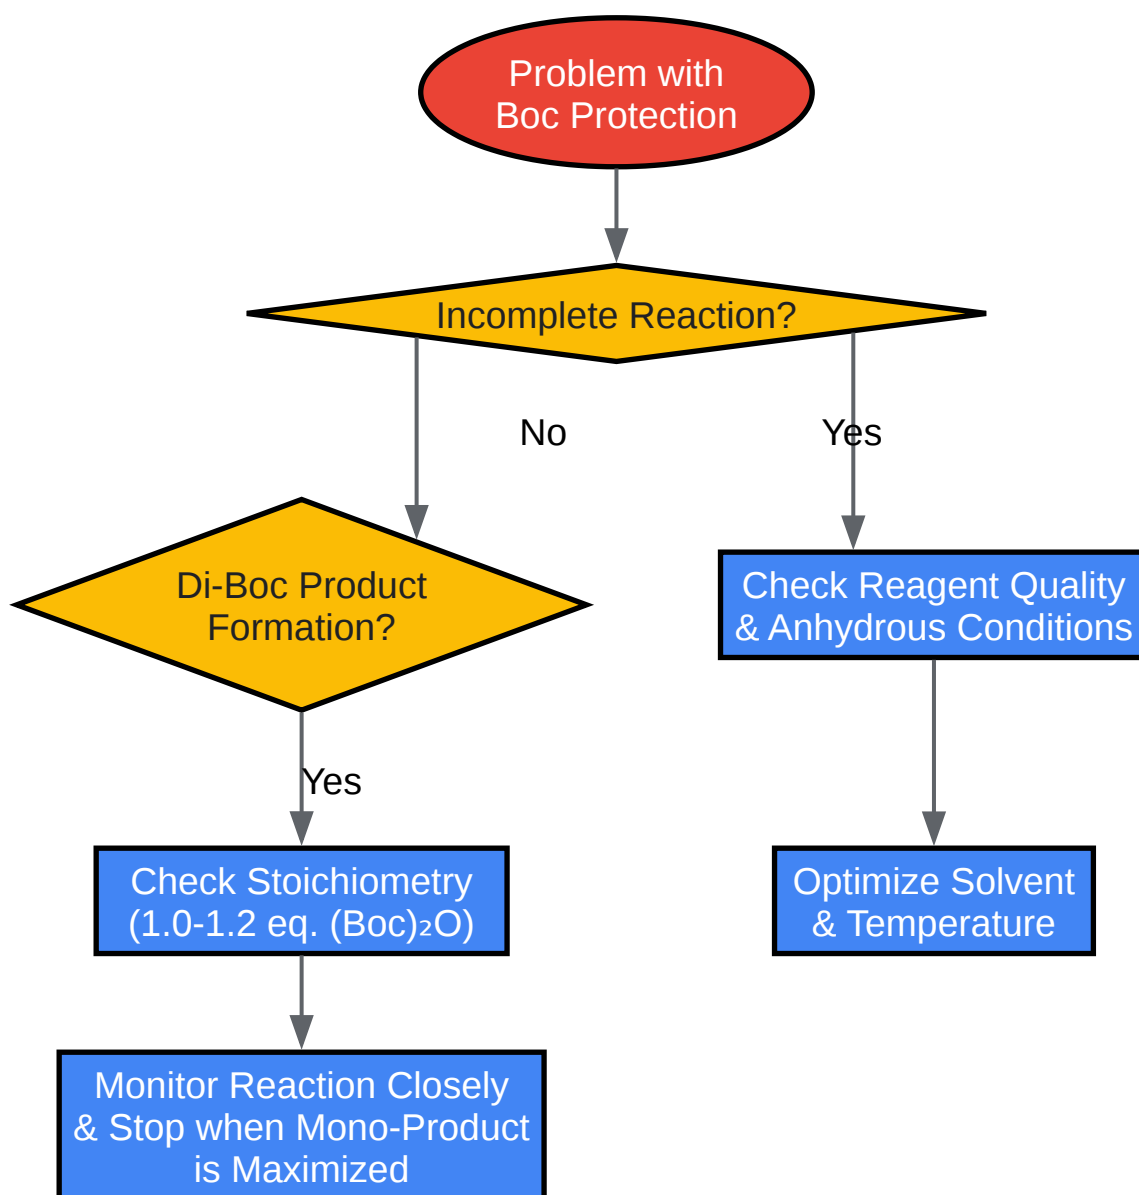 Problem with
Boc Protection
Incomplete Reaction?
No
Yes
Di-Boc Product
Formation?
Check Reagent Quality
& Anhydrous Conditions
Yes
Check Stoichiometry
(1.0-1.2 eq. (Boc)₂O)
Optimize Solvent
& Temperature
Monitor Reaction Closely
& Stop when Mono-Product
is Maximized